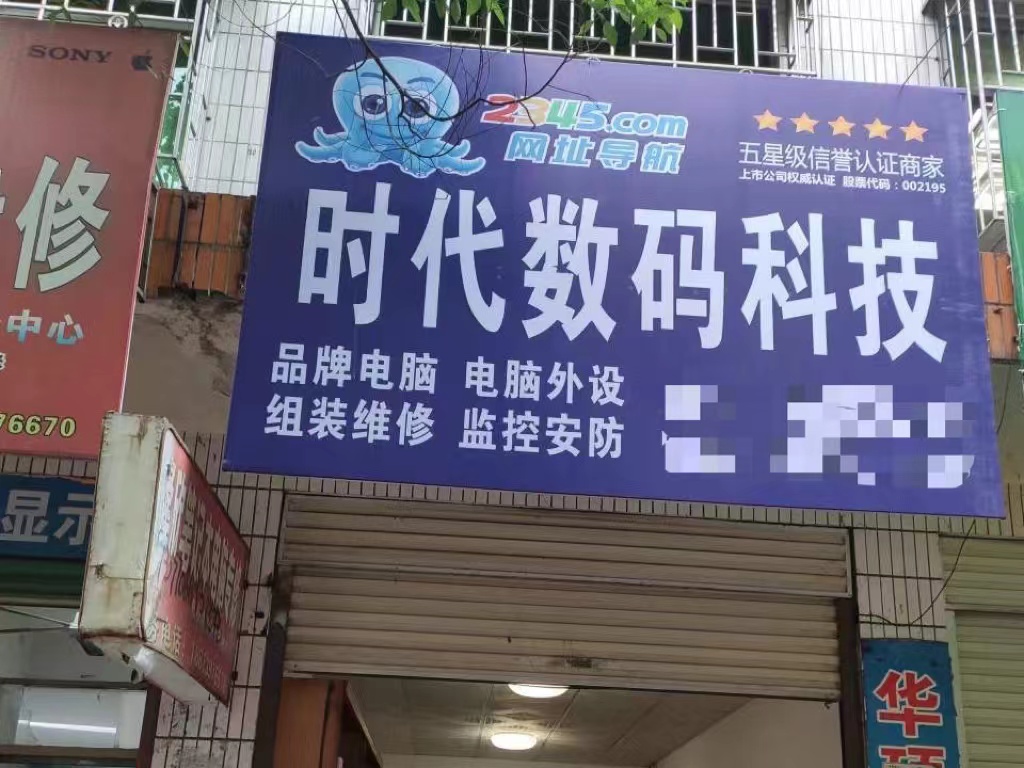 SONY
修
中心
76670
显示
2345.com
网址导航
五星级信誉认证商家
上市公司权威认证 股票代码：002195
时代数码科技
品牌电脑 电脑外设
组装维修 监控安防
华硕